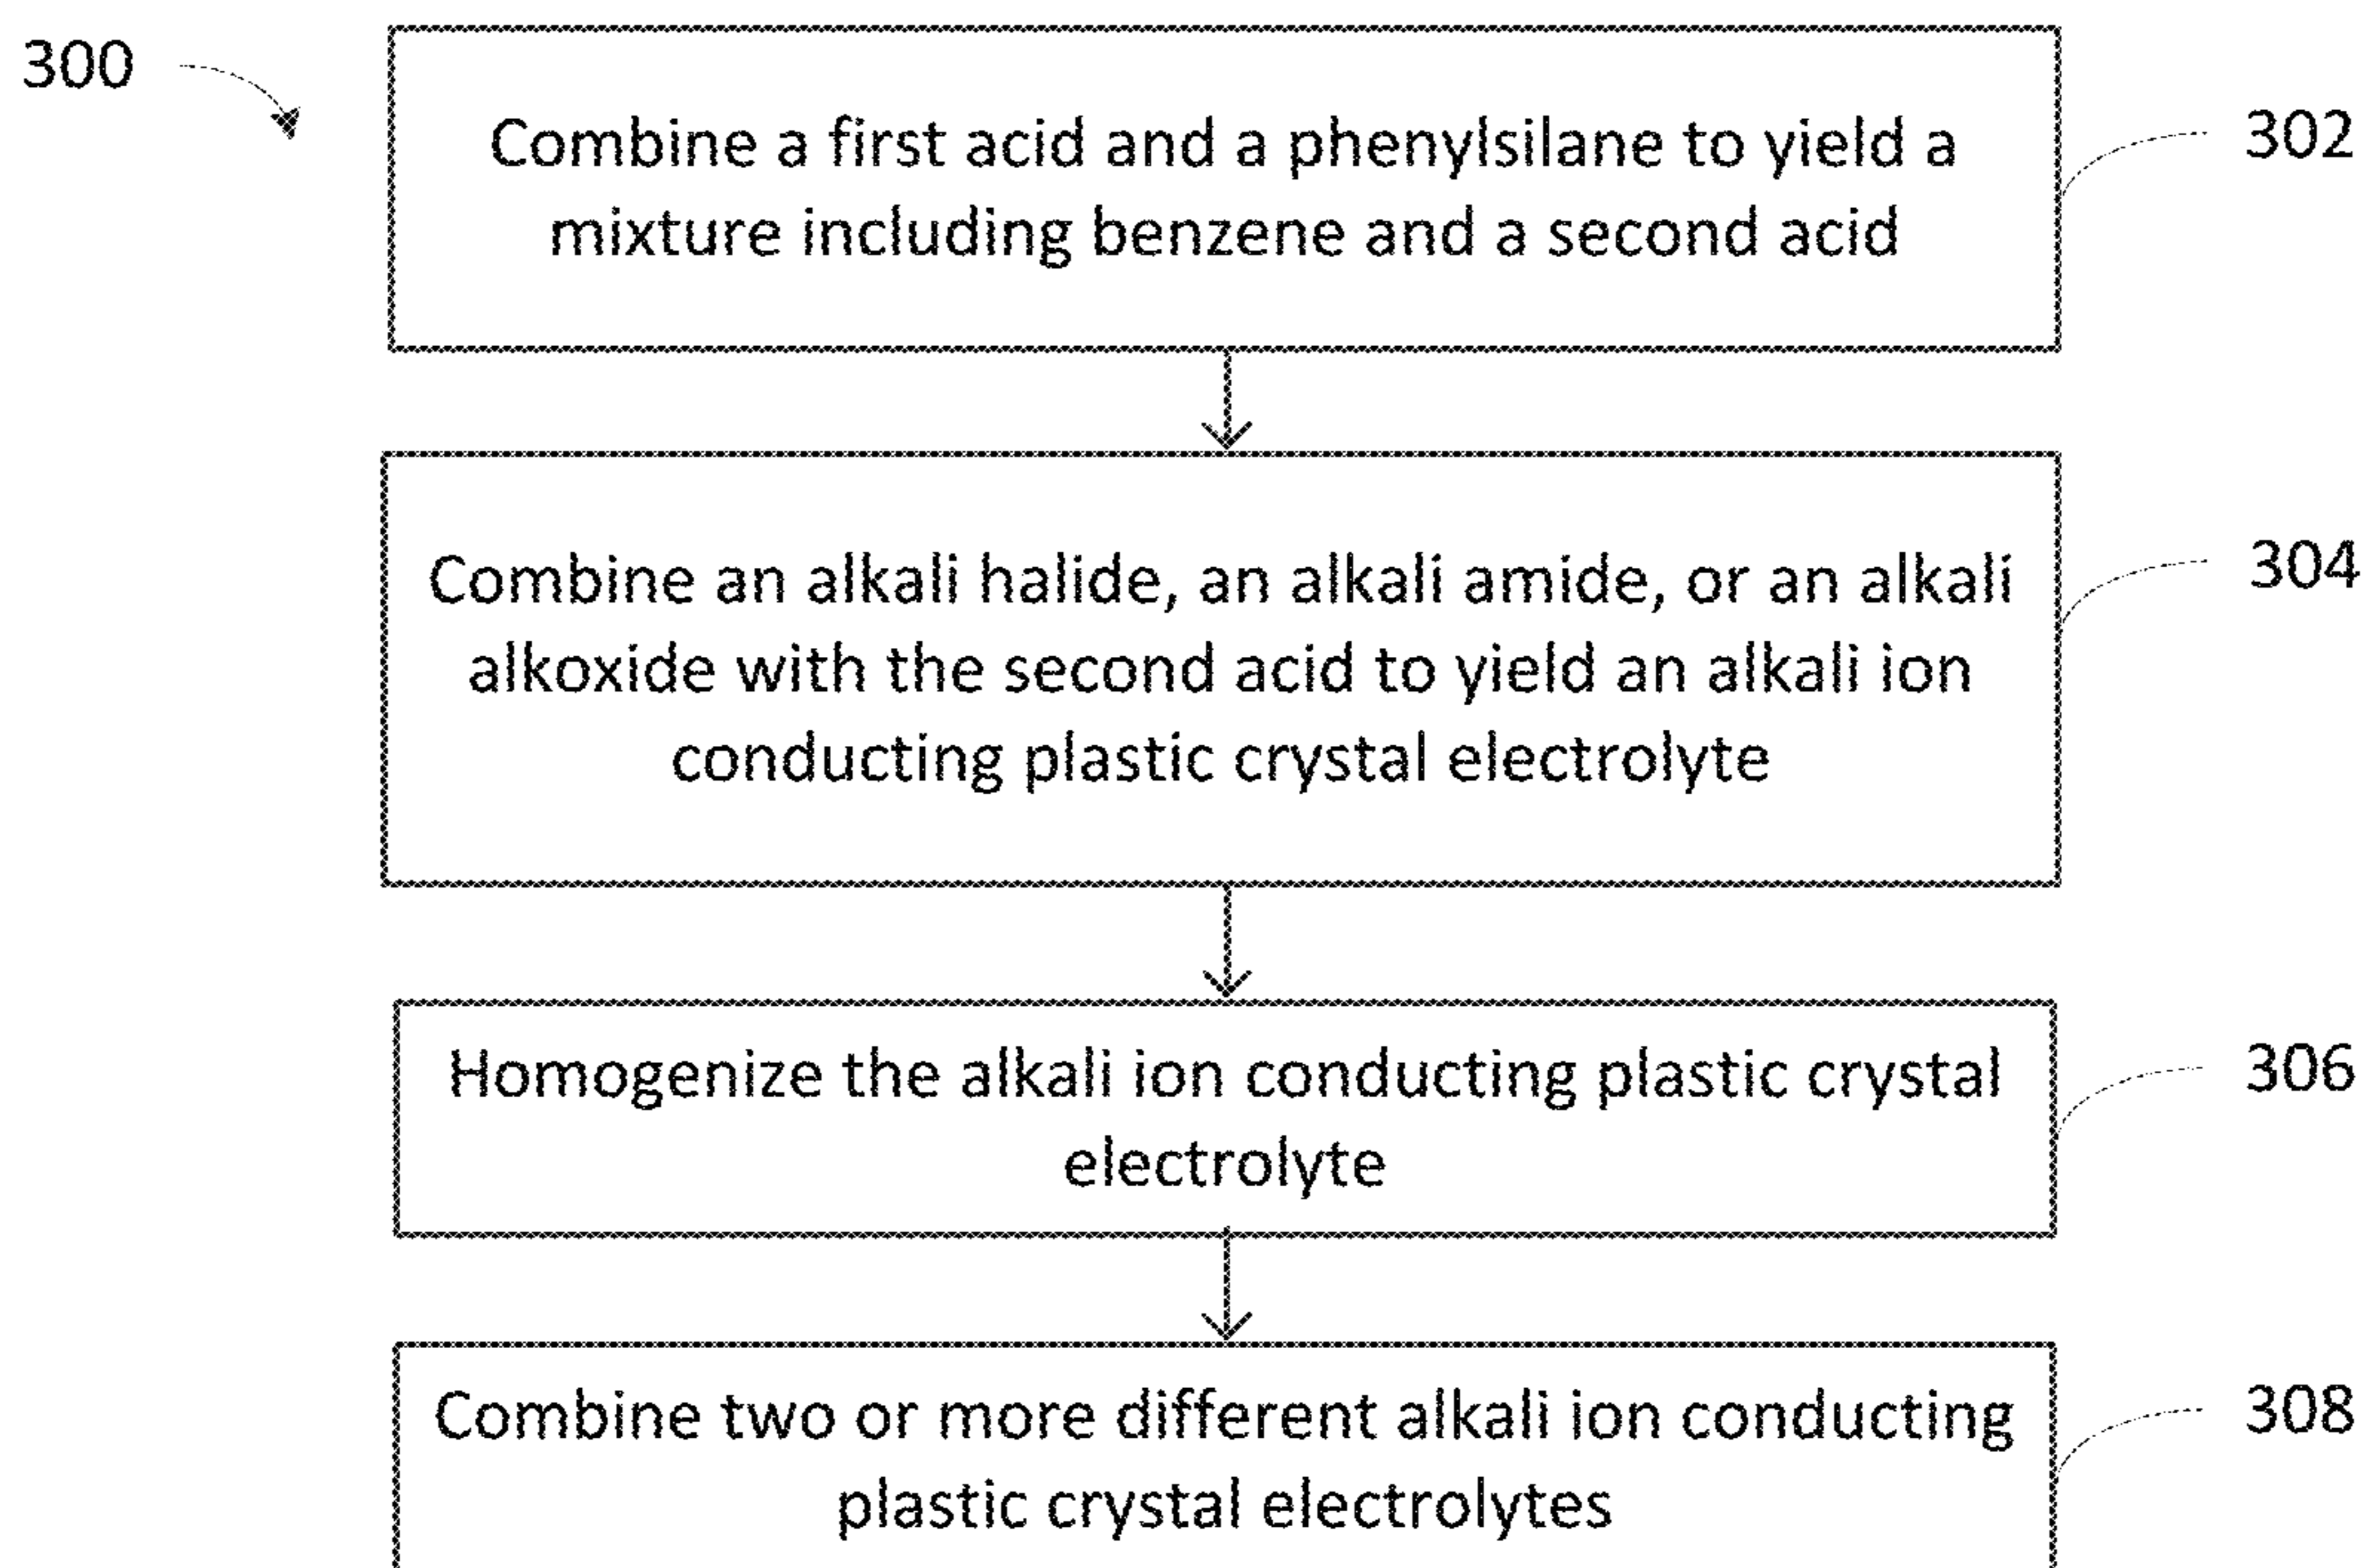 300
Combine a first acid and a phenylsilane to yield a
mixture including benzene and a second acid
302
Combine an alkali halide, an alkali amide, or an alkali
alkoxide with the second acid to yield an alkali ion
conducting plastic crystal electrolyte
304
Homogenize the alkali ion conducting plastic crystal
electrolyte
306
Combine two or more different alkali ion conducting
plastic crystal electrolytes
308